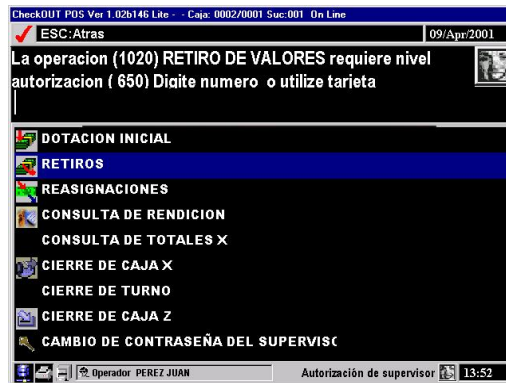 CheckOUT POS Ver 1.02b146 Lite - - Caja: 0002/0001 Suc:001 On Line
ESC:Atras 09/Apr/2001
La operacion (1020) RETIRO DE VALORES requiere nivel
autorizacion ( 650) Digite numero o utilize tarjeta
DOTACION INICIAL
RETIROS
REASIGNACIONES
CONSULTA DE RENDICION
CONSULTA DE TOTALES X
CIERRE DE CAJA X
CIERRE DE TURNO
CIERRE DE CAJA Z
CAMBIO DE CONTRASEÑA DEL SUPERVISC
Operador PEREZ JUAN Autorización de supervisor 13:52